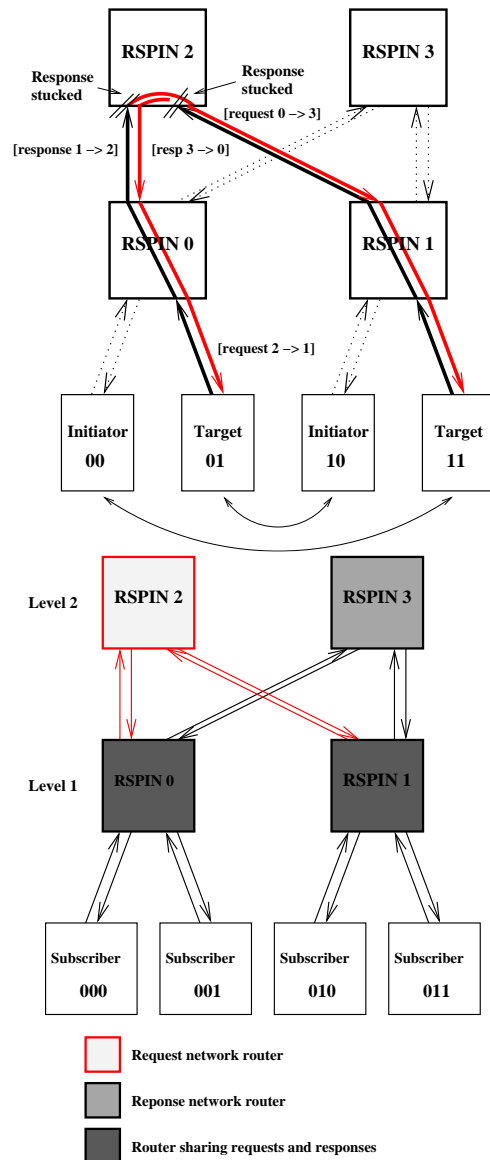 RSPIN 2
RSPIN 3
Response
stucked
Response
stucked
[request 0 -> 3]
[response 1 -> 2]
[resp 3 -> 0]
RSPIN 0
RSPIN 1
[request 2 -> 1]
Initiator
00
Target
01
Initiator
10
Target
11
Level 2
RSPIN 2
RSPIN 3
Level 1
RSPIN 0
RSPIN 1
Subscriber
000
Subscriber
001
Subscriber
010
Subscriber
011
Request network router
Reponse network router
Router sharing requests and responses